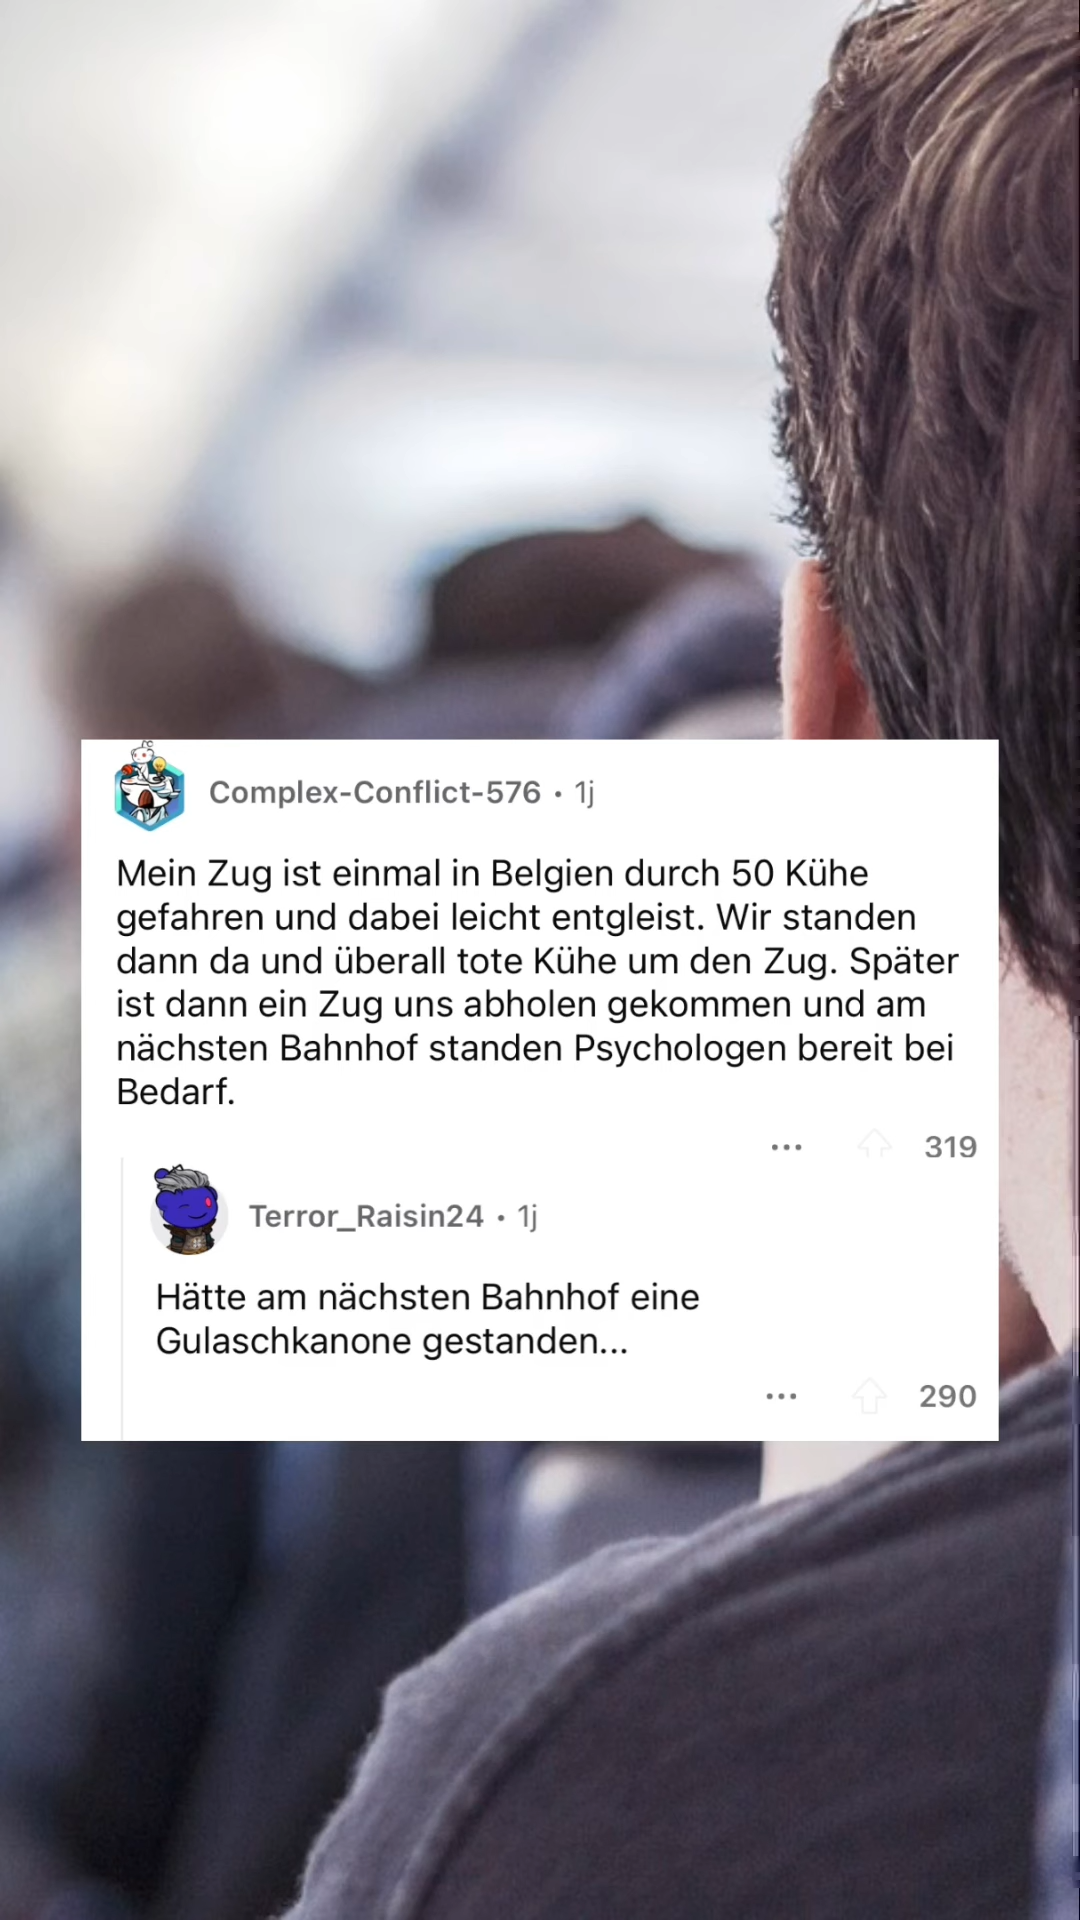 Complex-Conflict-576 • 1j
Mein Zug ist einmal in Belgien durch 50 Kühe
gefahren und dabei leicht entgleist. Wir standen
dann da und überall tote Kühe um den Zug. Später
ist dann ein Zug uns abholen gekommen und am
nächsten Bahnhof standen Psychologen bereit bei
Bedarf.
... 319
Terror_Raisin24 • 1j
Hätte am nächsten Bahnhof eine
Gulaschkanone gestanden...
... 290